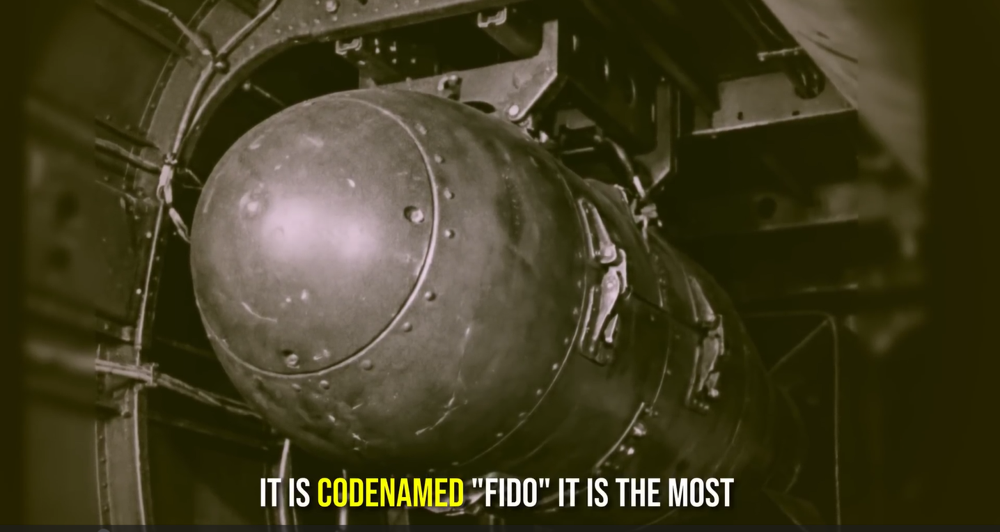 IT IS CODENAMED "FIDO" IT IS THE MOST